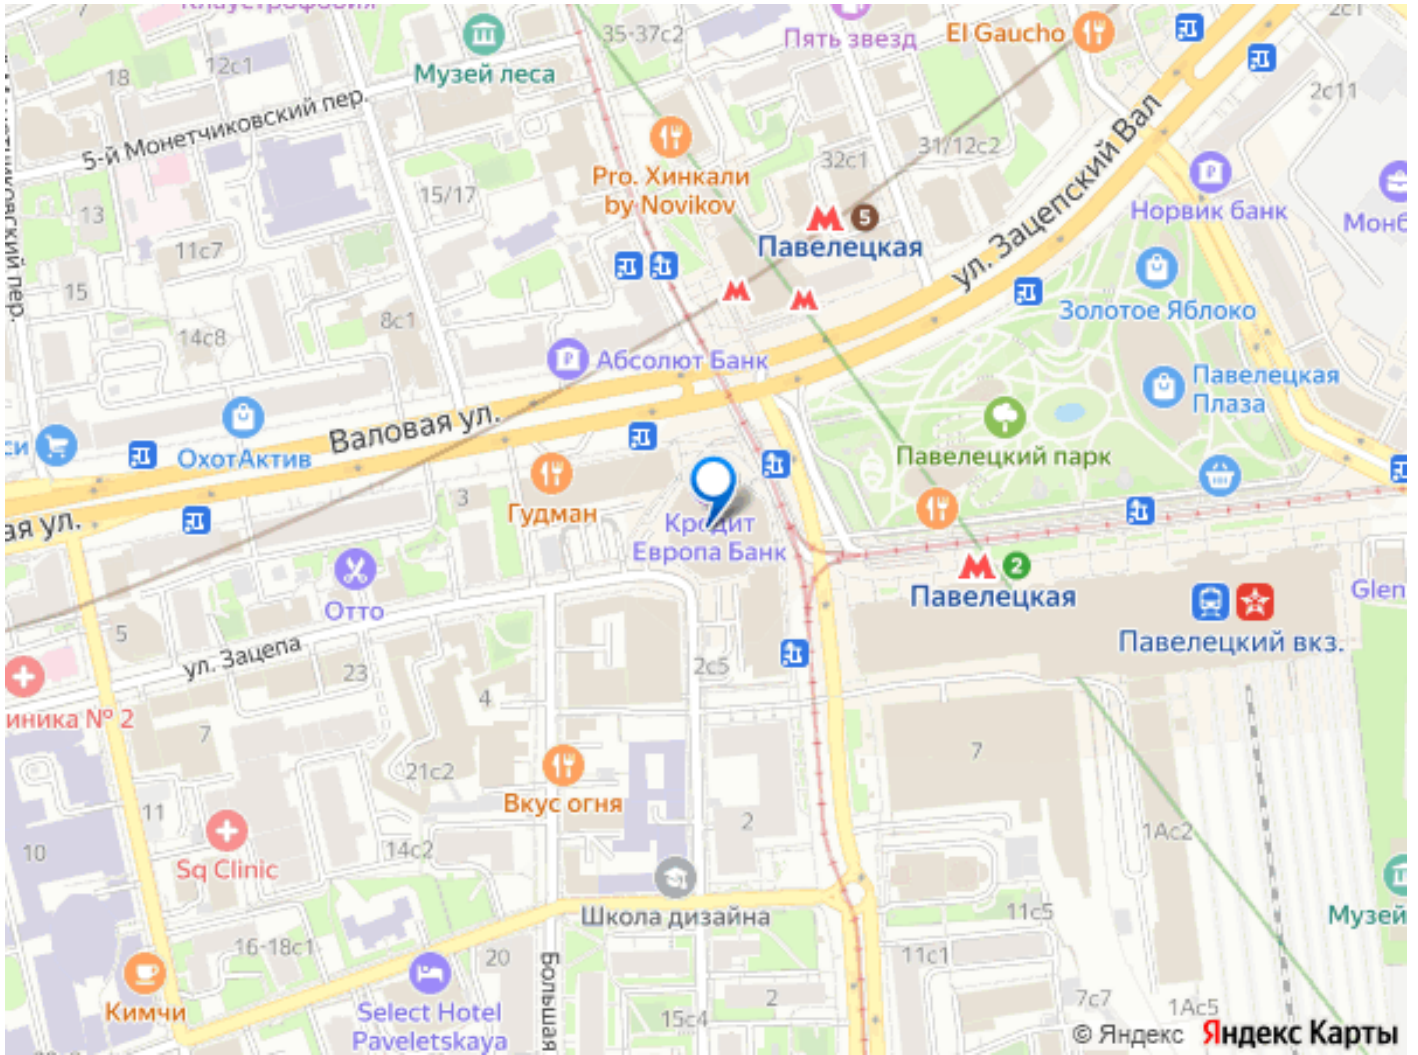 35-37с2
2с1
Пять звезд
El Gaucho
12с1
18
Музей леса
2с11
5-й Монетчиковский пер.
Pro. Хинкали
by Novikov
32с1
31/12с2
ул. Зацепский Вал
15/17
13
Норвик банк
11с7
5
Павелецкая
15
8с1
14с8
Золотое Яблоко
Абсолют Банк
Павелецкая
Плаза
Валовая ул.
ОхотАктив
Павелецкий парк
3
Гудман
Кредит
Европа Банк
2
Павелецкая
Отто
Павелецкий вкз.
5
ул. Зацепа
23
2с5
4
7
7
21с2
Вкус огня
11
2
1Ас2
10
14с2
Sq Clinic
Школа дизайна
11с5
Музей
16-18с1
20
11с1
Большая
Кимчи
Select Hotel
Paveletskaya
2
15с4
7с7
1Ас5
© Яндекс Яндекс Карты